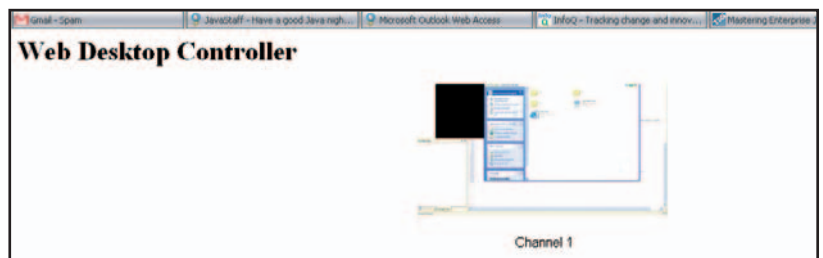 Gmail - Spam
JavaStaff - Have a good Java nigh...
Microsoft Outlook Web Access
InfoQ - Tracking change and innov...
Mastering Enterprise J
Web Desktop Controller
Channel 1